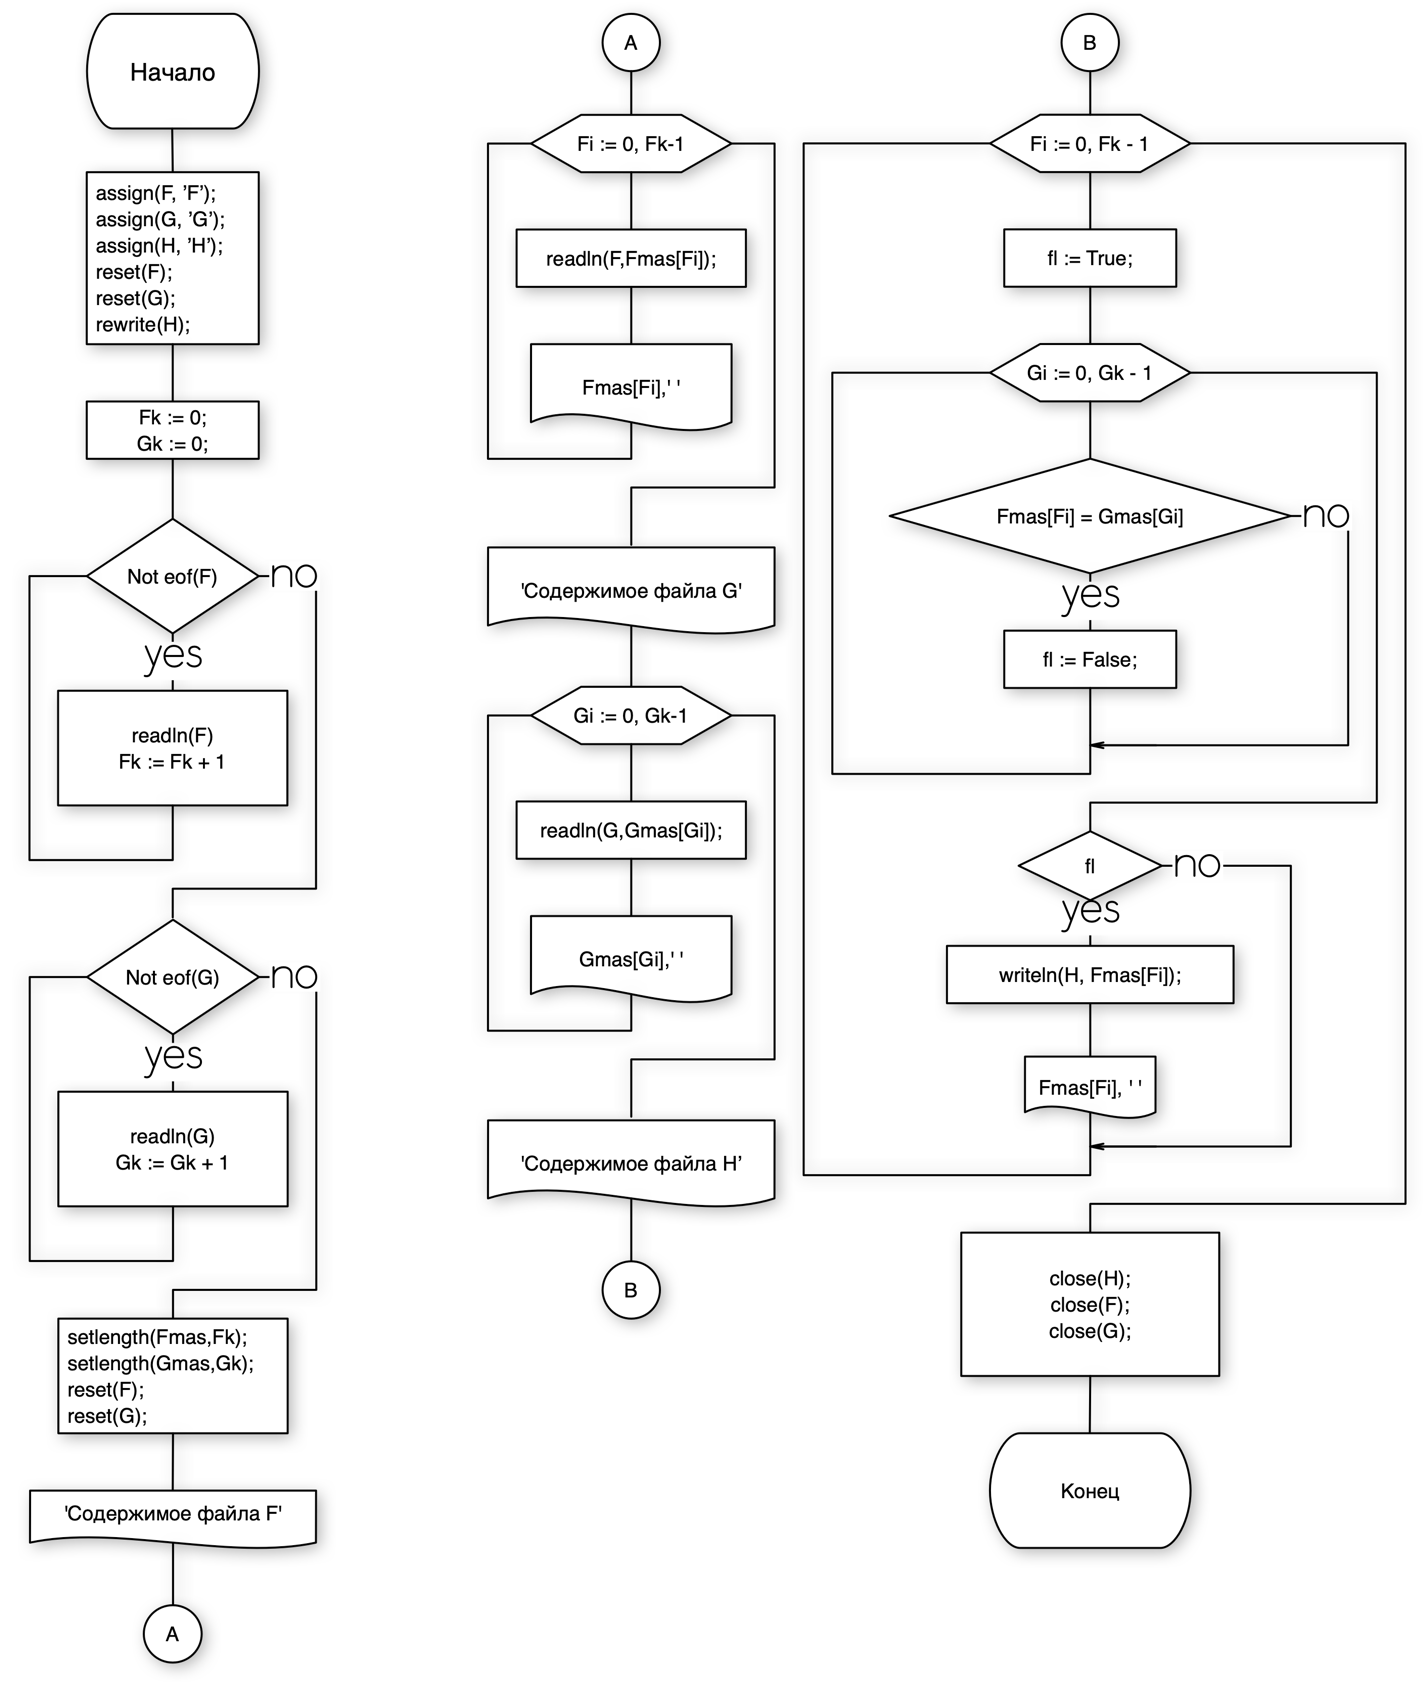 Начало
assign(F, ’F’);
assign(G, ’G’);
assign(H, ’H’);
reset(F);
reset(G);
rewrite(H);
Fk := 0;
Gk := 0;
Not eof(F)
no
yes
readln(F)
Fk := Fk + 1
Not eof(G)
no
yes
readln(G)
Gk := Gk + 1
setlength(Fmas,Fk);
setlength(Gmas,Gk);
reset(F);
reset(G);
'Содержимое файла F'
A
A
Fi := 0, Fk-1
readln(F,Fmas[Fi]);
Fmas[Fi],' '
'Содержимое файла G'
Gi := 0, Gk-1
readln(G,Gmas[Gi]);
Gmas[Gi],' '
'Содержимое файла H’
B
B
Fi := 0, Fk - 1
fl := True;
Gi := 0, Gk - 1
Fmas[Fi] = Gmas[Gi]
no
yes
fl := False;
fl
no
yes
writeln(H, Fmas[Fi]);
Fmas[Fi], ' '
close(H);
close(F);
close(G);
Конец